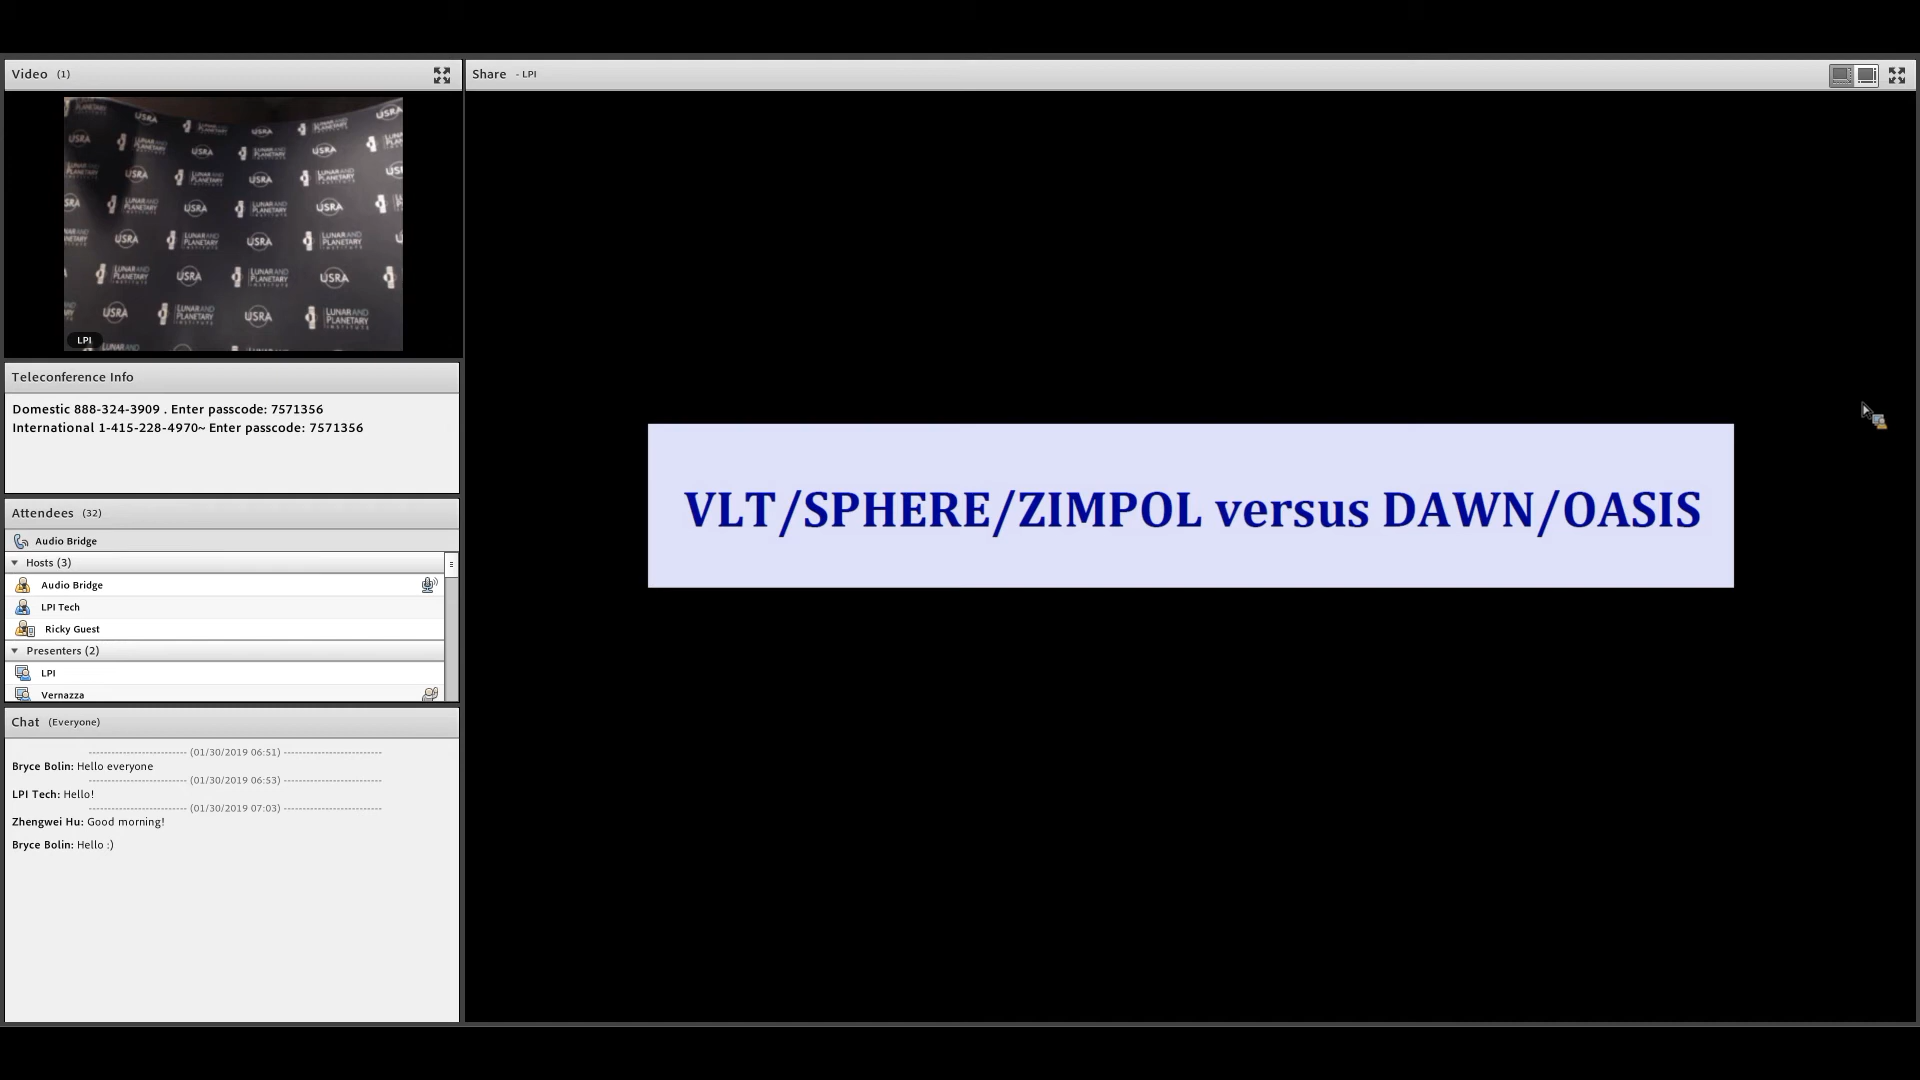 Video (1)
LPI
Teleconference Info
Domestic 888-324-3909 . Enter passcode: 7571356
International 1-415-228-4970~ Enter passcode: 7571356
Attendees (32)
Audio Bridge
Hosts (3)
Audio Bridge
LPI Tech
Ricky Guest
Presenters (2)
LPI
Vernazza
Chat (Everyone)
------------------------- (01/30/2019 06:51) -------------------------
Bryce Bolin: Hello everyone
------------------------- (01/30/2019 06:53) -------------------------
LPI Tech: Hello!
------------------------- (01/30/2019 07:03) -------------------------
Zhengwei Hu: Good morning!
Bryce Bolin: Hello :)
Share - LPI
VLT/SPHERE/ZIMPOL versus DAWN/OASIS
USRA
LUNAR AND PLANETARY INSTITUTE